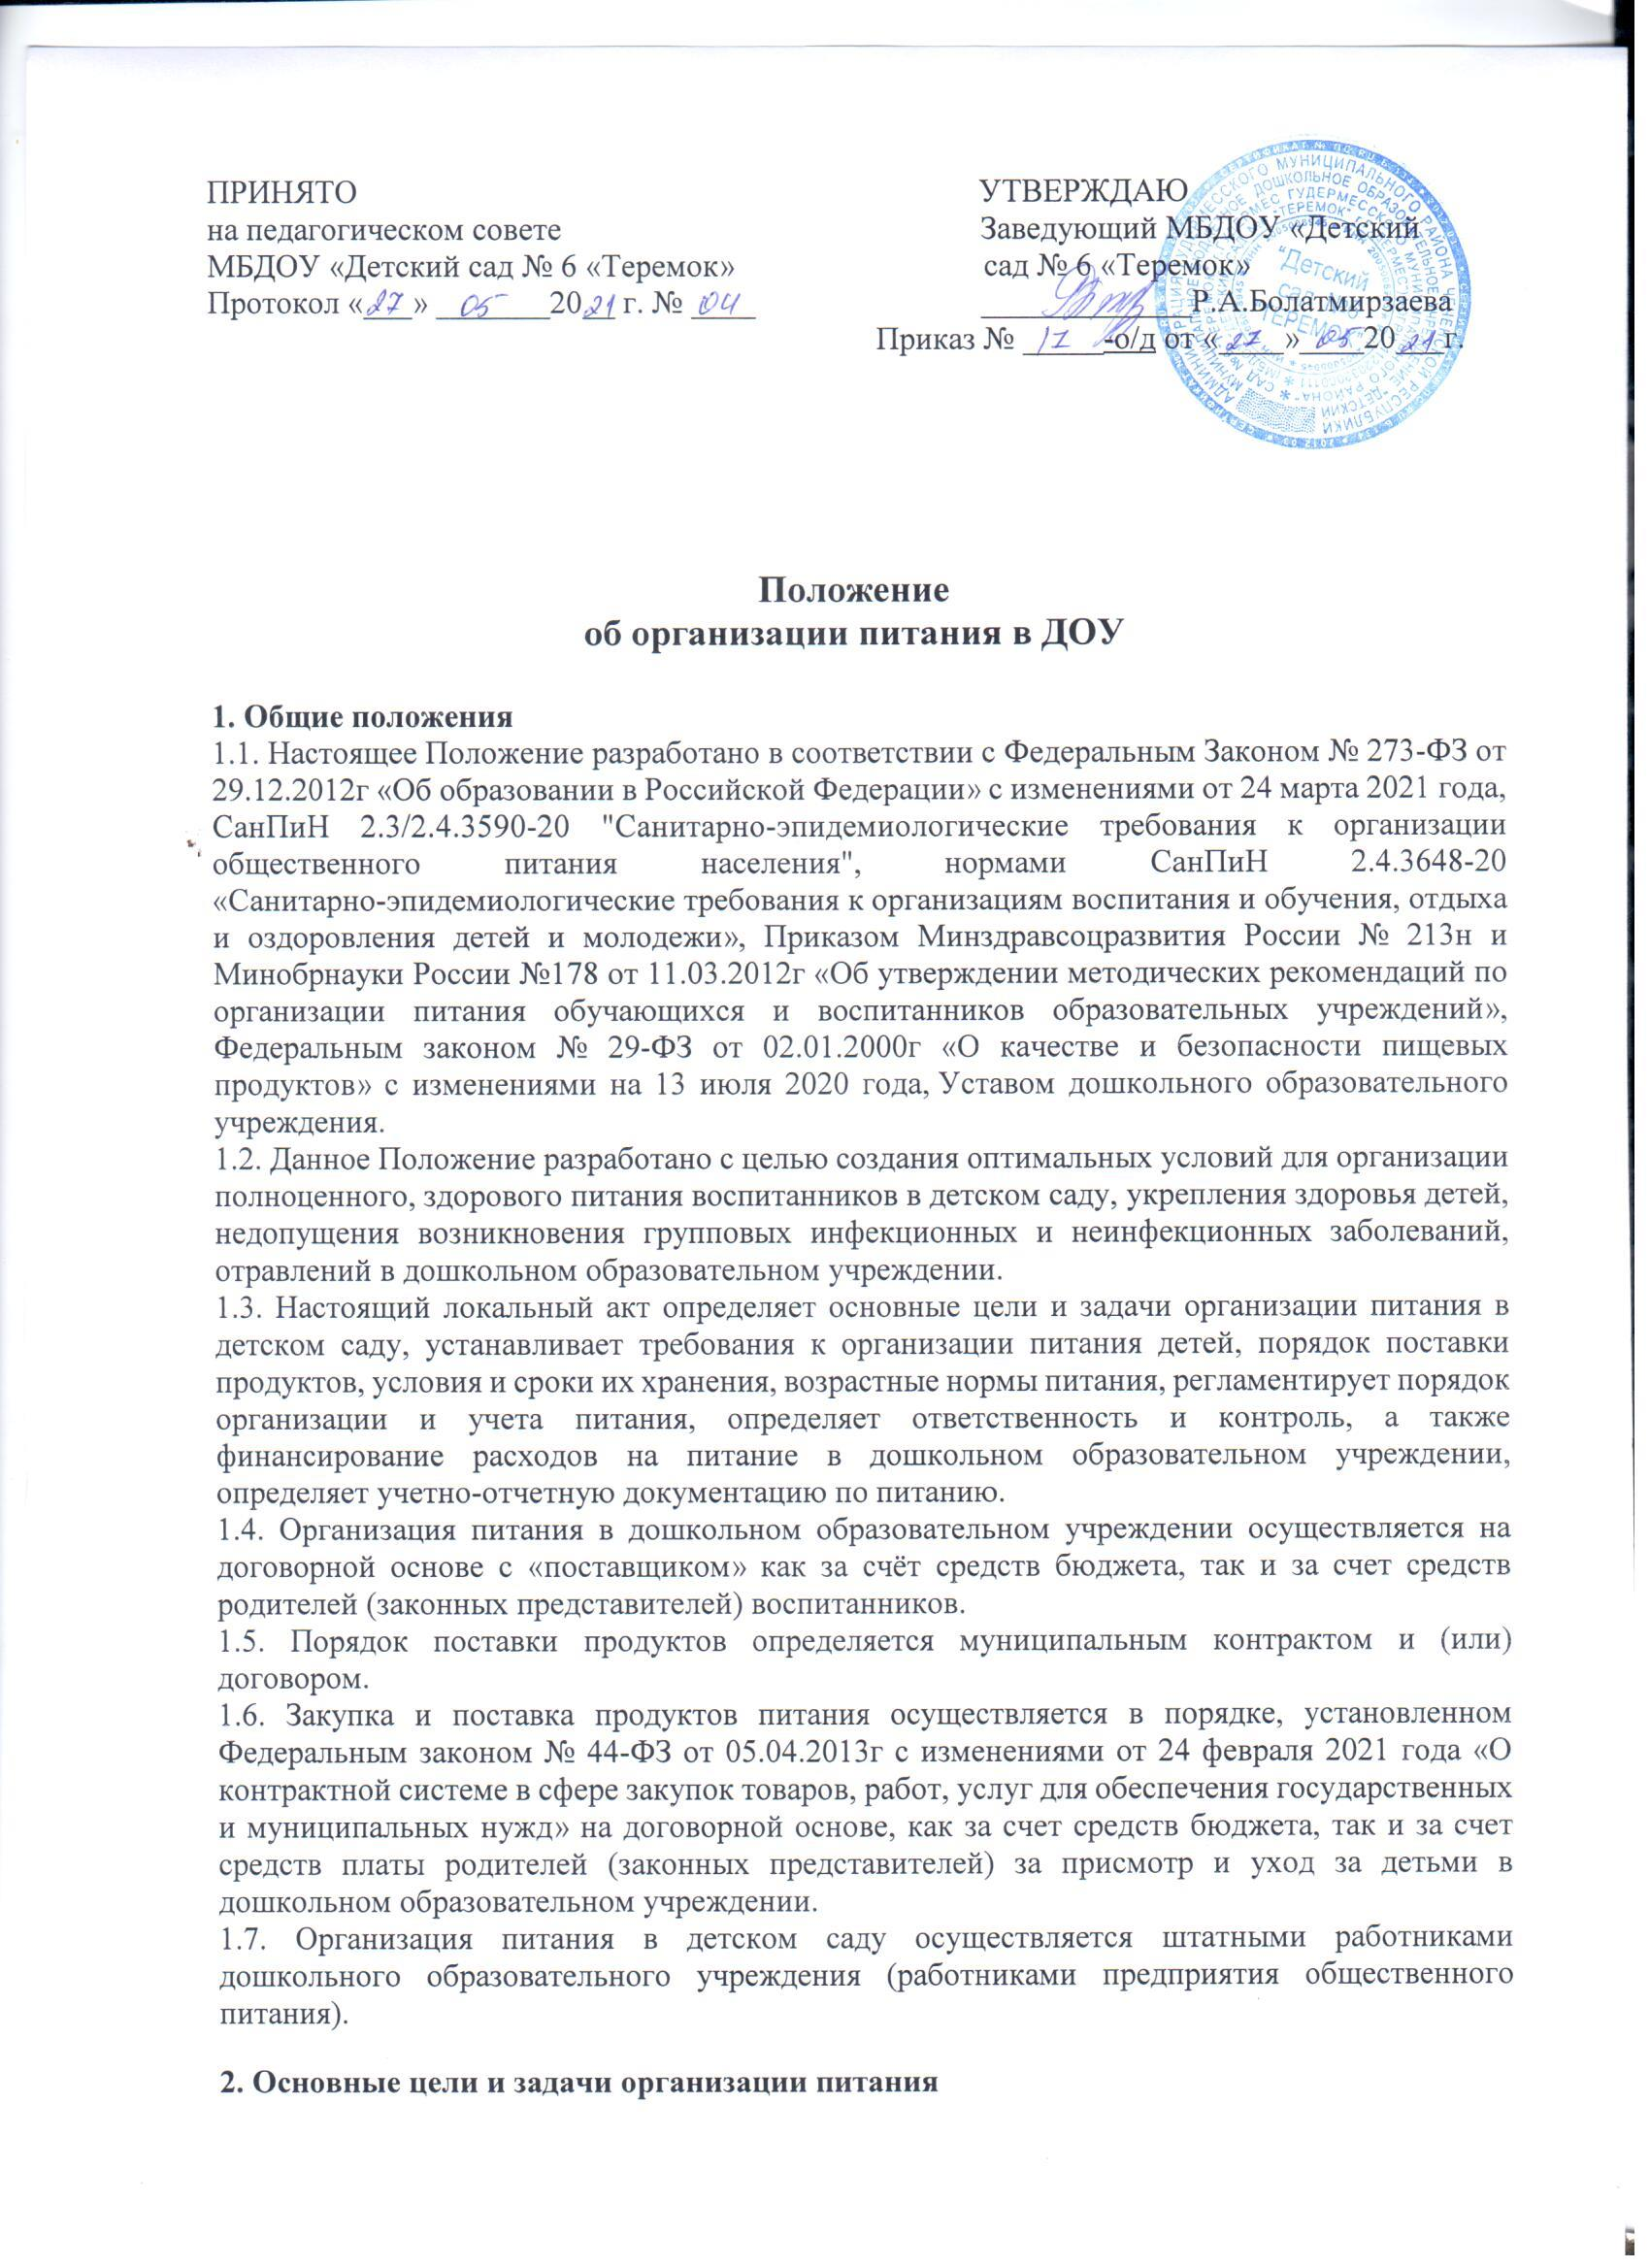 ПРИНЯТО
на педагогическом совете
МБДОУ «Детский сад № 6 «Теремок»
Протокол «27» 05 2021 г. № 04
УТВЕРЖДАЮ
Заведующий МБДОУ «Детский
сад № 6 «Теремок»
Р.А.Болатмирзаева
Приказ № 17 -о/д от «27» 05 2021 г.
Положение
об организации питания в ДОУ
1. Общие положения
1.1. Настоящее Положение разработано в соответствии с Федеральным Законом № 273-ФЗ от
29.12.2012г «Об образовании в Российской Федерации» с изменениями от 24 марта 2021 года,
СанПиН 2.3/2.4.3590-20 "Санитарно-эпидемиологические требования к организации
общественного питания населения", нормами СанПиН 2.4.3648-20
«Санитарно-эпидемиологические требования к организациям воспитания и обучения, отдыха
и оздоровления детей и молодежи», Приказом Минздравсоцразвития России № 213н и
Минобрнауки России №178 от 11.03.2012г «Об утверждении методических рекомендаций по
организации питания обучающихся и воспитанников образовательных учреждений»,
Федеральным законом № 29-ФЗ от 02.01.2000г «О качестве и безопасности пищевых
продуктов» с изменениями на 13 июля 2020 года, Уставом дошкольного образовательного
учреждения.
1.2. Данное Положение разработано с целью создания оптимальных условий для организации
полноценного, здорового питания воспитанников в детском саду, укрепления здоровья детей,
недопущения возникновения групповых инфекционных и неинфекционных заболеваний,
отравлений в дошкольном образовательном учреждении.
1.3. Настоящий локальный акт определяет основные цели и задачи организации питания в
детском саду, устанавливает требования к организации питания детей, порядок поставки
продуктов, условия и сроки их хранения, возрастные нормы питания, регламентирует порядок
организации и учета питания, определяет ответственность и контроль, а также
финансирование расходов на питание в дошкольном образовательном учреждении,
определяет учетно-отчетную документацию по питанию.
1.4. Организация питания в дошкольном образовательном учреждении осуществляется на
договорной основе с «поставщиком» как за счёт средств бюджета, так и за счет средств
родителей (законных представителей) воспитанников.
1.5. Порядок поставки продуктов определяется муниципальным контрактом и (или)
договором.
1.6. Закупка и поставка продуктов питания осуществляется в порядке, установленном
Федеральным законом № 44-ФЗ от 05.04.2013г с изменениями от 24 февраля 2021 года «О
контрактной системе в сфере закупок товаров, работ, услуг для обеспечения государственных
и муниципальных нужд» на договорной основе, как за счет средств бюджета, так и за счет
средств платы родителей (законных представителей) за присмотр и уход за детьми в
дошкольном образовательном учреждении.
1.7. Организация питания в детском саду осуществляется штатными работниками
дошкольного образовательного учреждения (работниками предприятия общественного
питания).
2. Основные цели и задачи организации питания